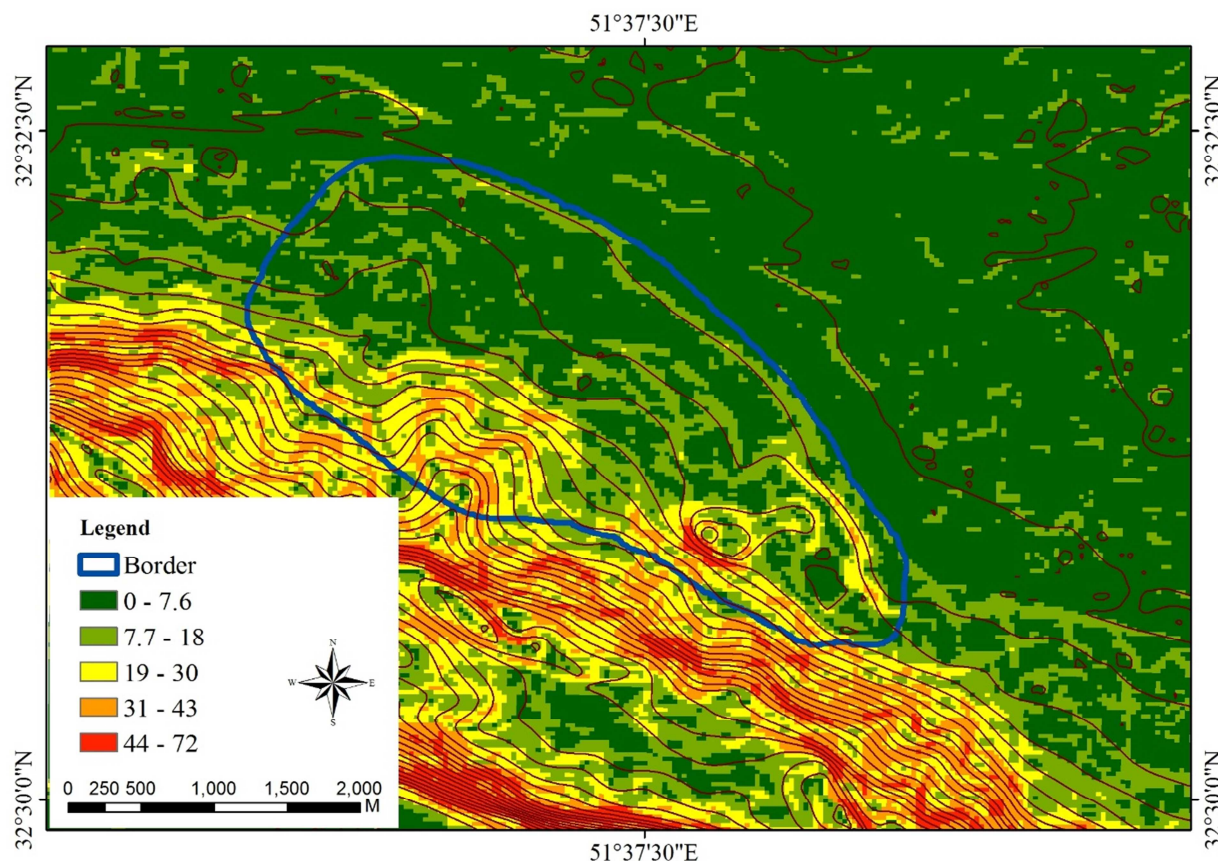 51°37'30"E
32°32'30"N
32°32'30"N
Legend
Border
0 - 7.6
7.7 - 18
19 - 30
31 - 43
44 - 72
N
W E
S
0 250 500 1,000 1,500 2,000
M
32°30'0"N
32°30'0"N
51°37'30"E